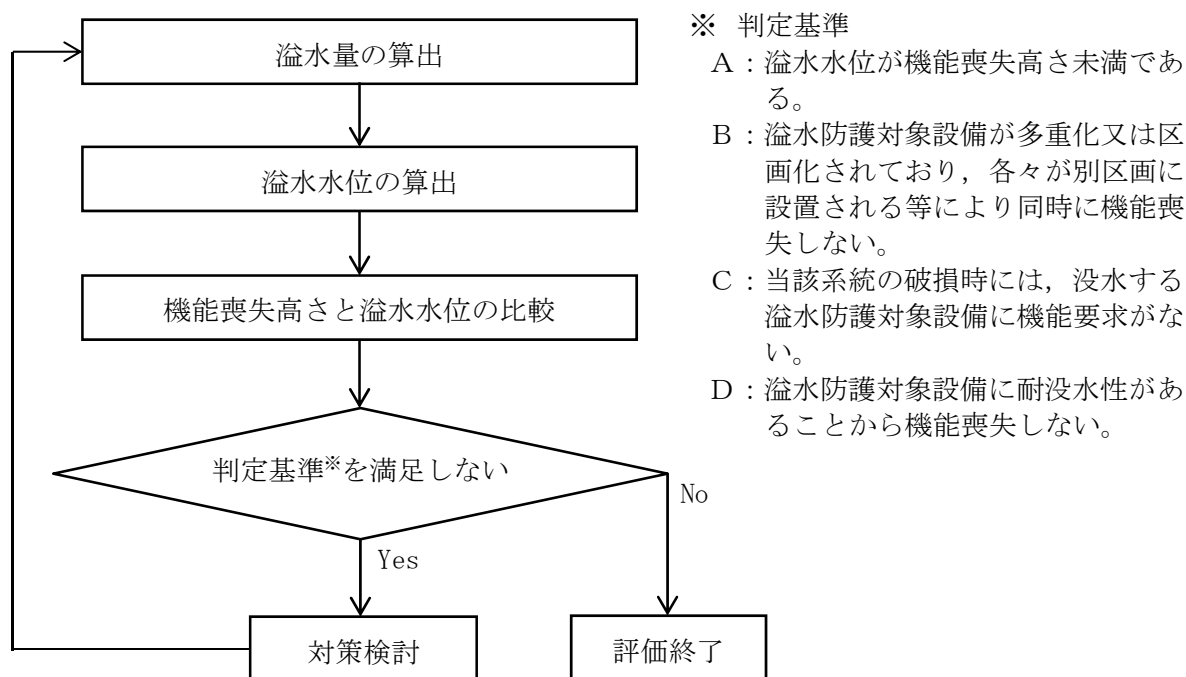 溢水量の算出
溢水水位の算出
機能喪失高さと溢水水位の比較
判定基準※を満足しない
No
Yes
対策検討
評価終了
※ 判定基準
A:溢水水位が機能喪失高さ未満であ
る。
B:溢水防護対象設備が多重化又は区
画化されており,各々が別区画に
設置される等により同時に機能喪
失しない。
C:当該系統の破損時には,没水する
溢水防護対象設備に機能要求がな
い。
D:溢水防護対象設備に耐没水性があ
ることから機能喪失しない。